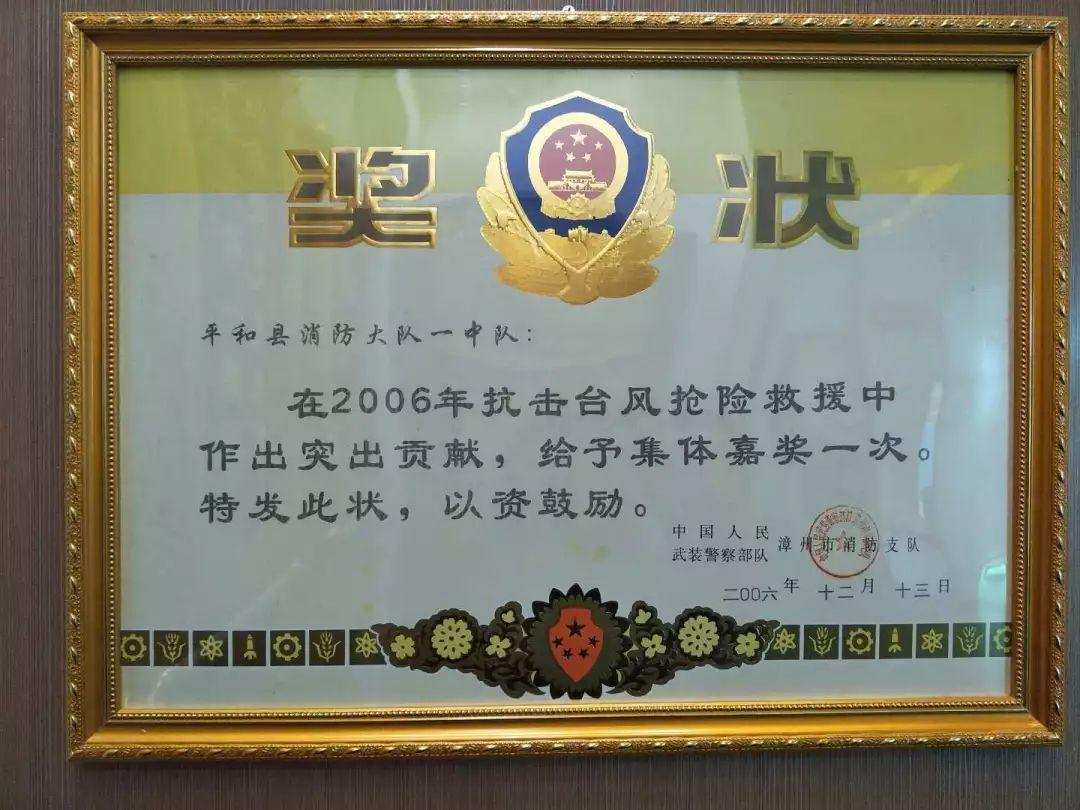 奖状
平和县消防大队一中队：
在2006年抗击台风抢险救援中
作出突出贡献，给予集体嘉奖一次。
特发此状，以资鼓励。
中国人民
武装警察部队 漳州市消防支队
二00六年 十二月 十三日